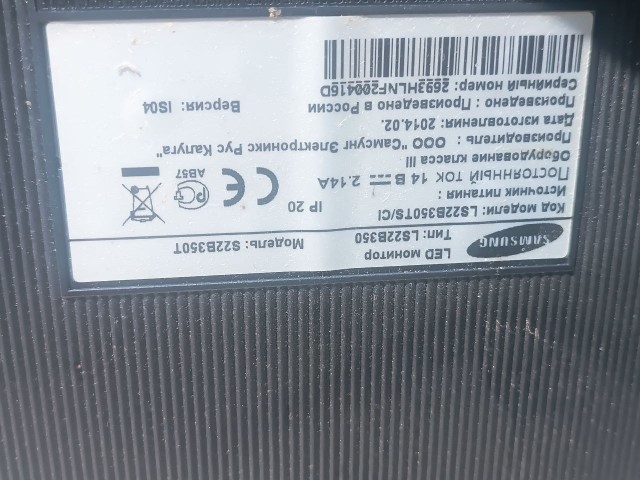 SAMSUNG
LED монитор
Тип: LS22B350 Модель: S22B350T
Код модели: LS22B350TS/CI
Источник питания :
ПОСТОЯННЫЙ ТОК 14 В 2.14A
IP 20
Оборудование класса III
AB57
Производитель : ООО "Самсунг Электроникс Рус Калуга"
Дата изготовления: 2014.02.
Произведено : Произведено в России Версия: IS04
Серийный номер: 2693HLNF200416D